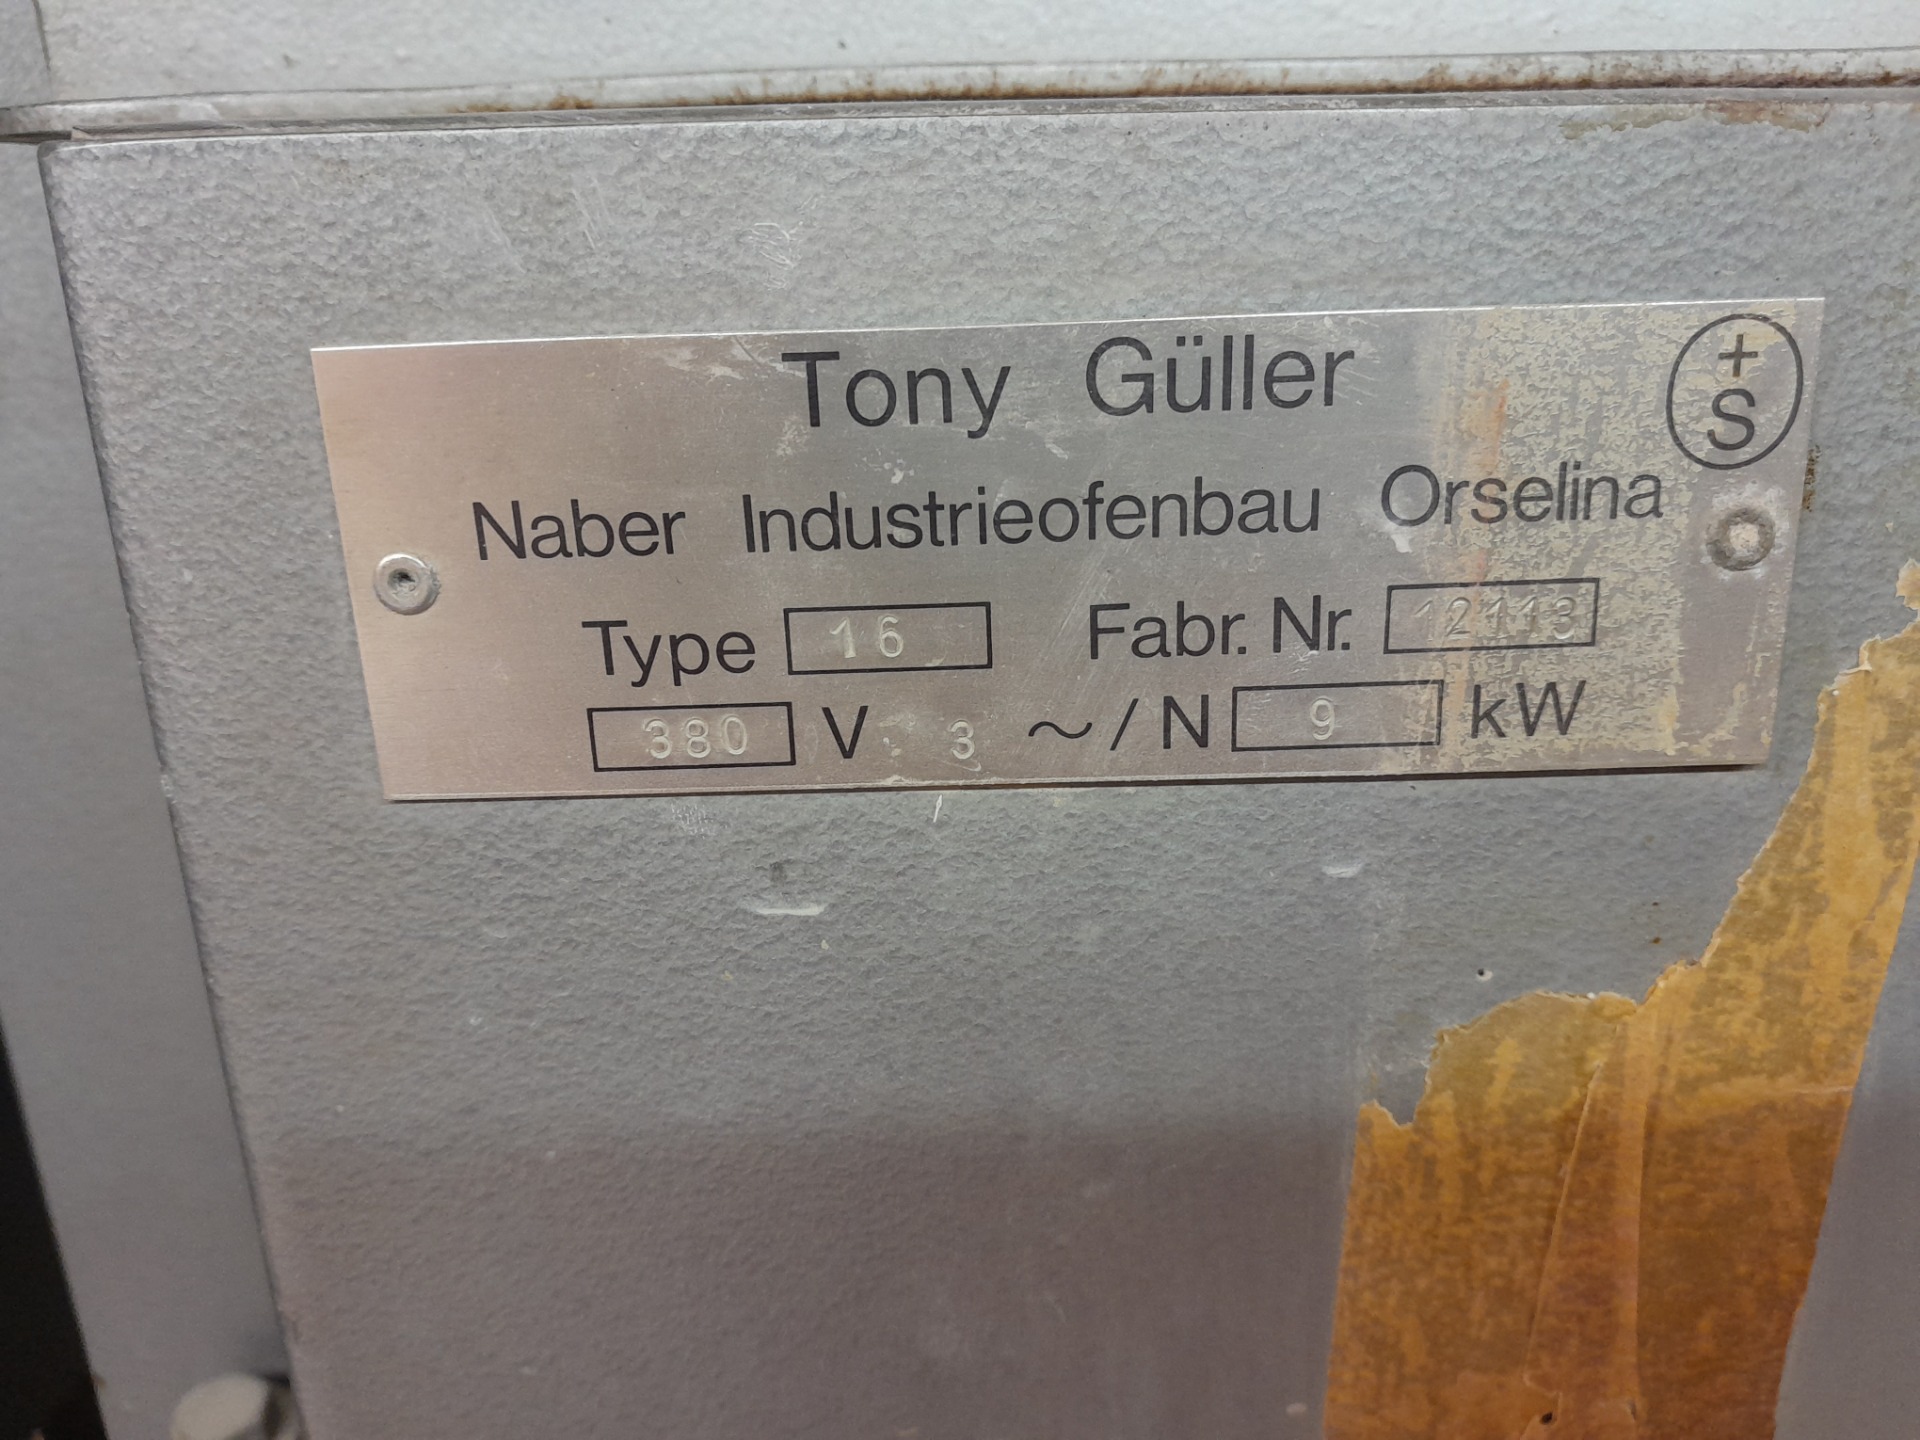 Tony Güller
+
S
Naber Industrieofenbau Orselina
Type 16 Fabr. Nr. 12113
380 V 3 ~/N 9 kW